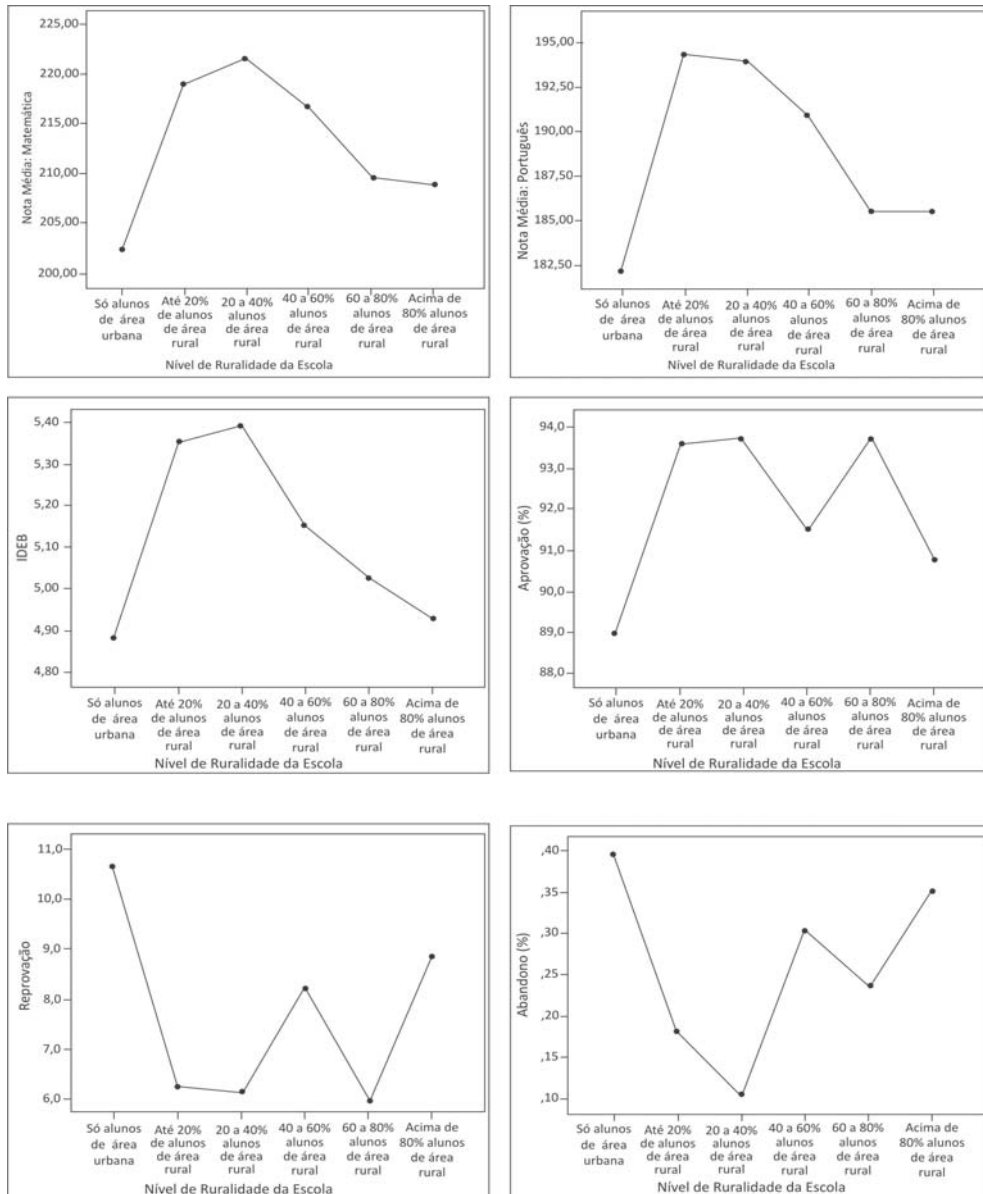 225,00
220,00
215,00
210,00
205,00
200,00
Nota Média: Matemática
Só alunos
de área
urbana
Até 20%
de alunos
de área
rural
20 a 40%
alunos
de área
rural
40 a 60%
alunos
de área
rural
60 a 80%
alunos
de área
rural
Acima de
80% alunos
de área
rural
Nível de Ruralidade da Escola
195,00
192,50
190,00
187,50
185,00
182,50
Nota Média: Português
Só alunos
de área
urbana
Até 20%
de alunos
de área
rural
20 a 40%
alunos
de área
rural
40 a 60%
alunos
de área
rural
60 a 80%
alunos
de área
rural
Acima de
80% alunos
de área
rural
Nível de Ruralidade da Escola
5,40
5,30
5,20
5,10
5,00
4,90
4,80
IDEB
Só alunos
de área
urbana
Até 20%
de alunos
de área
rural
20 a 40%
alunos
de área
rural
40 a 60%
alunos
de área
rural
60 a 80%
alunos
de área
rural
Acima de
80% alunos
de área
rural
Nível de Ruralidade da Escola
94,0
93,0
92,0
91,0
90,0
89,0
88,0
Aprovação (%)
Só alunos
de área
urbana
Até 20%
de alunos
de área
rural
20 a 40%
alunos
de área
rural
40 a 60%
alunos
de área
rural
60 a 80%
alunos
de área
rural
Acima de
80% alunos
de área
rural
Nível de Ruralidade da Escola
11,0
10,0
9,0
8,0
7,0
6,0
Reprovação
Só alunos
de área
urbana
Até 20%
de alunos
de área
rural
20 a 40%
alunos
de área
rural
40 a 60%
alunos
de área
rural
60 a 80%
alunos
de área
rural
Acima de
80% alunos
de área
rural
Nível de Ruralidade da Escola
,40
,35
,30
,25
,20
,15
,10
Abandono (%)
Só alunos
de área
urbana
Até 20%
de alunos
de área
rural
20 a 40%
alunos
de área
rural
40 a 60%
alunos
de área
rural
60 a 80%
alunos
de área
rural
Acima de
80% alunos
de área
rural
Nível de Ruralidade da Escola